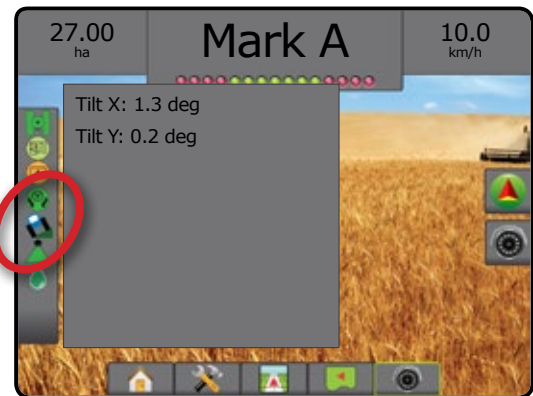 27.00
ha
Mark A
10.0
km/h
Tilt X: 1.3 deg
Tilt Y: 0.2 deg